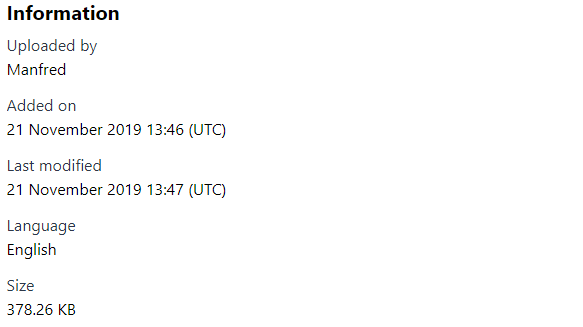 Information
Uploaded by
Manfred
Added on
21 November 2019 13:46 (UTC)
Last modified
21 November 2019 13:47 (UTC)
Language
English
Size
378.26 KB